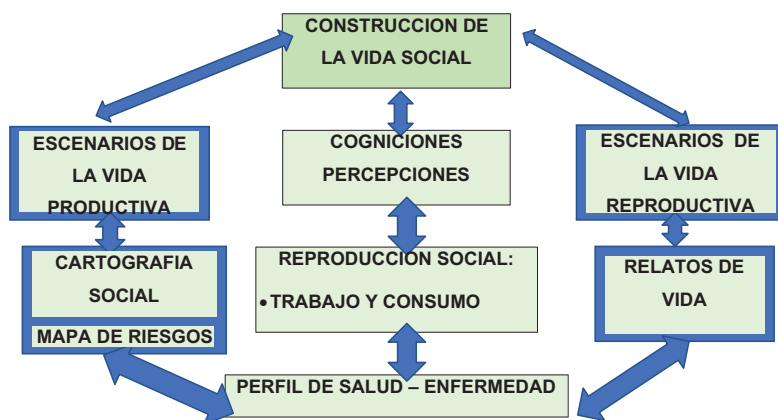 CONSTRUCCION DE
LA VIDA SOCIAL
ESCENARIOS DE
LA VIDA
PRODUCTIVA
COGNICIONES
PERCEPCIONES
ESCENARIOS DE
LA VIDA
REPRODUCTIVA
CARTOGRAFIA
SOCIAL
MAPA DE RIESGOS
REPRODUCCION SOCIAL:
•TRABAJO Y CONSUMO
RELATOS DE
VIDA
PERFIL DE SALUD – ENFERMEDAD